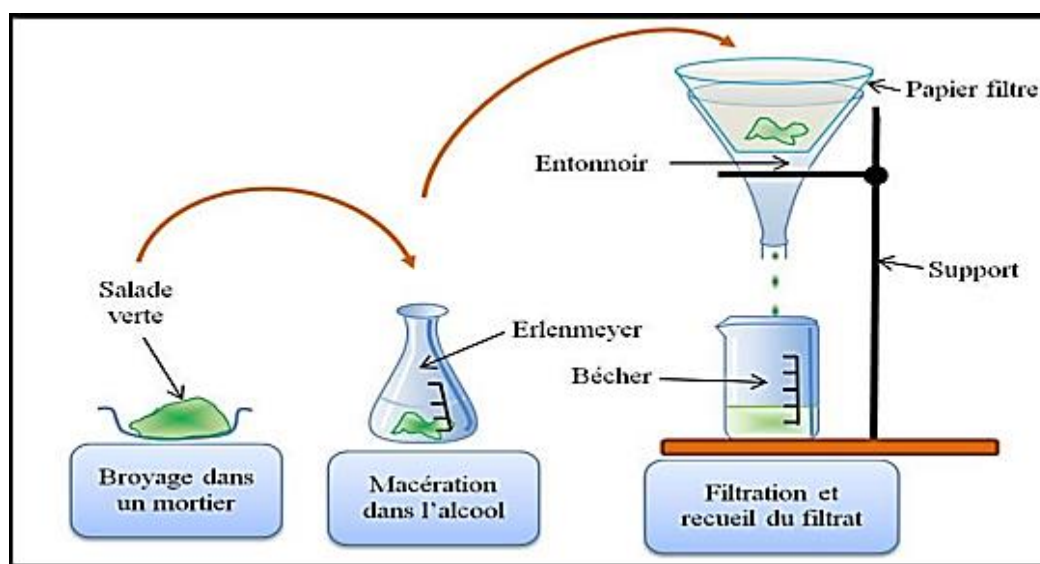 Salade
verte
Broyage dans
un mortier
Erlenmeyer
Macération
dans l'alcool
Papier filtre
Entonnoir
Support
Bécher
Filtration et
recueil du filtrat